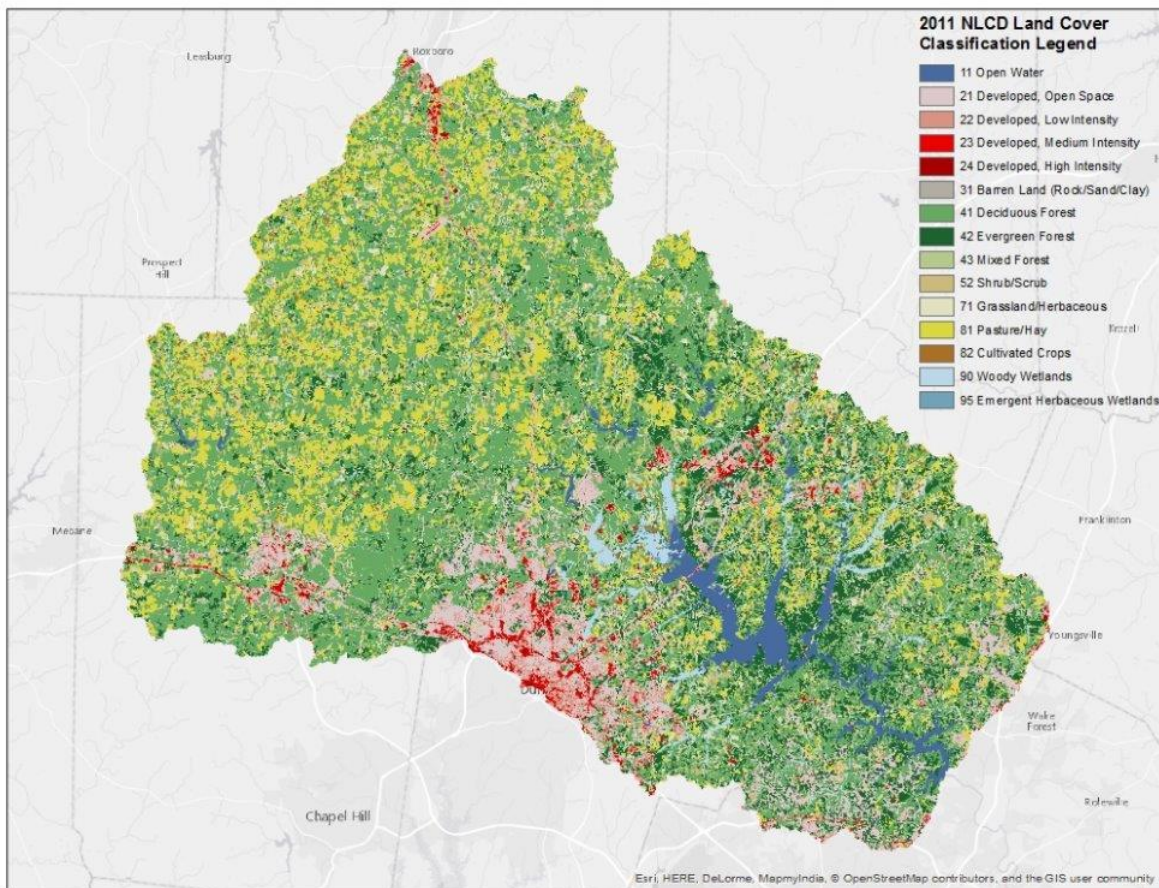 2011 NLCD Land Cover
Classification Legend
11 Open Water
21 Developed, Open Space
22 Developed, Low Intensity
23 Developed, Medium Intensity
24 Developed, High Intensity
31 Barren Land (Rock/Sand/Clay)
41 Deciduous Forest
42 Evergreen Forest
43 Mixed Forest
52 Shrub/Scrub
71 Grassland/Herbaceous
81 Pasture/Hay
82 Cultivated Crops
90 Woody Wetlands
95 Emergent Herbaceous Wetlands
Roxboro
Leasburg
Prospect
Hill
Mebane
Franklinton
Youngsville
Wake
Forest
Rolesville
Chapel Hill
Esri, HERE, DeLorme, MapmyIndia, © OpenStreetMap contributors, and the GIS user community